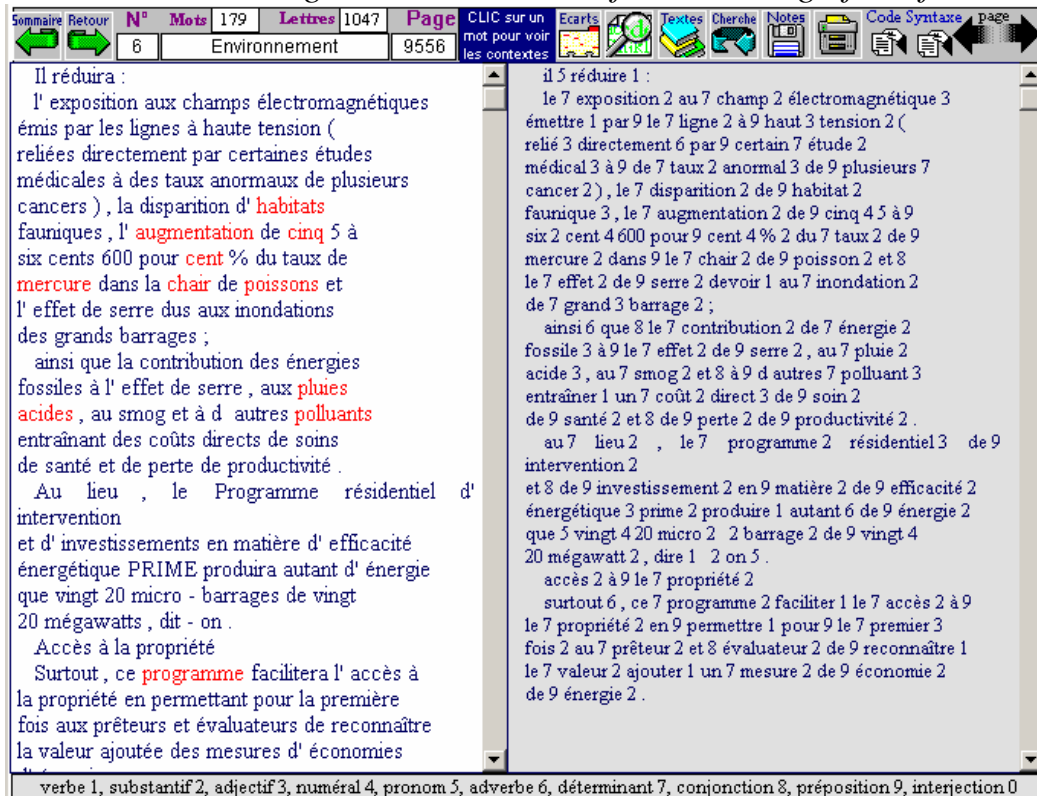 Sommaire Retour N° Mots 179 Lettres 1047 Page CLIC sur un mot pour voir les contextes Ecarts Textes Cherche Notes Code Syntaxe page
6 Environnement 9556
Il réduira :
l' exposition aux champs électromagnétiques
émis par les lignes à haute tension (
reliées directement par certaines études
médicales à des taux anormaux de plusieurs
cancers ) , la disparition d' habitats
fauniques , l' augmentation de cinq 5 à
six cents 600 pour cent % du taux de
mercure dans la chair de poissons et
l' effet de serre dus aux inondations
des grands barrages ;
ainsi que la contribution des énergies
fossiles à l' effet de serre , aux pluies
acides , au smog et à d autres polluants
entraînant des coûts directs de soins
de santé et de perte de productivité .
Au lieu , le Programme résidentiel d'
intervention
et d' investissements en matière d' efficacité
énergétique PRIME produira autant d' énergie
que vingt 20 micro - barrages de vingt
20 mégawatts , dit - on .
Accès à la propriété
Surtout , ce programme facilitera l' accès à
la propriété en permettant pour la première
fois aux prêteurs et évaluateurs de reconnaître
la valeur ajoutée des mesures d' économies
il 5 réduire 1 :
le 7 exposition 2 au 7 champ 2 électromagnétique 3
émettre 1 par 9 le 7 ligne 2 à 9 haut 3 tension 2 (
relié 3 directement 6 par 9 certain 7 étude 2
médical 3 à 9 de 7 taux 2 anormal 3 de 9 plusieurs 7
cancer 2 ) , le 7 disparition 2 de 9 habitat 2
faunique 3 , le 7 augmentation 2 de 9 cinq 4 5 à 9
six 2 cent 4 600 pour 9 cent 4 % 2 du 7 taux 2 de 9
mercure 2 dans 9 le 7 chair 2 de 9 poisson 2 et 8
le 7 effet 2 de 9 serre 2 devoir 1 au 7 inondation 2
de 7 grand 3 barrage 2 ;
ainsi 6 que 8 le 7 contribution 2 de 7 énergie 2
fossile 3 à 9 le 7 effet 2 de 9 serre 2 , au 7 pluie 2
acide 3 , au 7 smog 2 et 8 à 9 d autres 7 polluant 3
entraîner 1 un 7 coût 2 direct 3 de 9 soin 2
de 9 santé 2 et 8 de 9 perte 2 de 9 productivité 2 .
au 7 lieu 2 , le 7 programme 2 résidentiel 3 de 9
intervention 2
et 8 de 9 investissement 2 en 9 matière 2 de 9 efficacité 2
énergétique 3 prime 2 produire 1 autant 6 de 9 énergie 2
que 5 vingt 4 20 micro 2 2 barrage 2 de 9 vingt 4
20 mégawatt 2 , dire 1 2 on 5 .
accès 2 à 9 le 7 propriété 2
surtout 6 , ce 7 programme 2 faciliter 1 le 7 accès 2 à 9
le 7 propriété 2 en 9 permettre 1 pour 9 le 7 premier 3
fois 2 au 7 prêteur 2 et 8 évaluateur 2 de 9 reconnaître 1
le 7 valeur 2 ajouter 1 un 7 mesure 2 de 9 économie 2
de 9 énergie 2 .
verbe 1, substantif 2, adjectif 3, numéral 4, pronom 5, adverbe 6, déterminant 7, conjonction 8, préposition 9, interjection 0